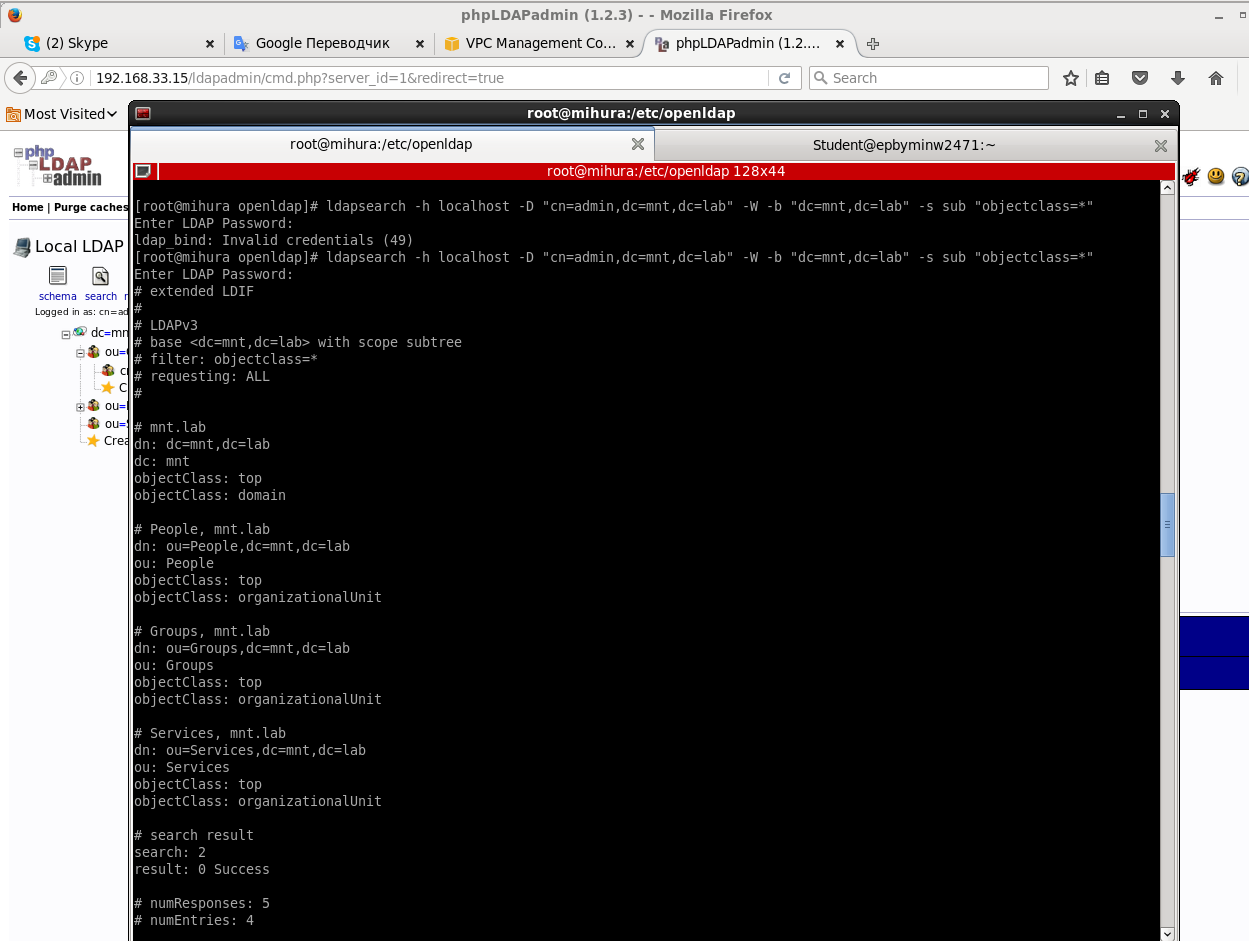 phpLDAPadmin (1.2.3) - - Mozilla Firefox
(2) Skype
Google Переводчик
VPC Management Co...
phpLDAPadmin (1.2....
192.168.33.15/ldapadmin/cmd.php?server_id=1&redirect=true
Search
Most Visited
root@mihura:/etc/openldap
root@mihura:/etc/openldap
Student@epbyminw2471:~
root@mihura:/etc/openldap 128x44
php
LDAP
admin
Home | Purge caches
Local LDAP
schema search
Logged in as: cn=ad
dc=mn
ou=
Crea
[root@mihura openldap]# ldapsearch -h localhost -D "cn=admin,dc=mnt,dc=lab" -W -b "dc=mnt,dc=lab" -s sub "objectclass=*"
Enter LDAP Password:
ldap_bind: Invalid credentials (49)
[root@mihura openldap]# ldapsearch -h localhost -D "cn=admin,dc=mnt,dc=lab" -W -b "dc=mnt,dc=lab" -s sub "objectclass=*"
Enter LDAP Password:
# extended LDIF
#
# LDAPv3
# base <dc=mnt,dc=lab> with scope subtree
# filter: objectclass=*
# requesting: ALL
#
# mnt.lab
dn: dc=mnt,dc=lab
dc: mnt
objectClass: top
objectClass: domain
# People, mnt.lab
dn: ou=People,dc=mnt,dc=lab
ou: People
objectClass: top
objectClass: organizationalUnit
# Groups, mnt.lab
dn: ou=Groups,dc=mnt,dc=lab
ou: Groups
objectClass: top
objectClass: organizationalUnit
# Services, mnt.lab
dn: ou=Services,dc=mnt,dc=lab
ou: Services
objectClass: top
objectClass: organizationalUnit
# search result
search: 2
result: 0 Success
# numResponses: 5
# numEntries: 4